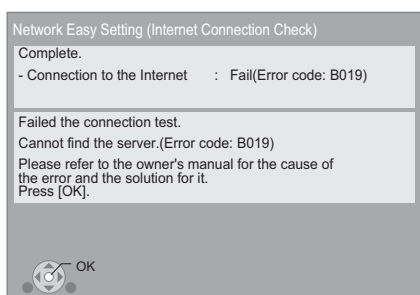 Network Easy Setting (Internet Connection Check)
Complete.
- Connection to the Internet : Fail(Error code: B019)
Failed the connection test.
Cannot find the server.(Error code: B019)
Please refer to the owner's manual for the cause of
the error and the solution for it.
Press [OK].
OK